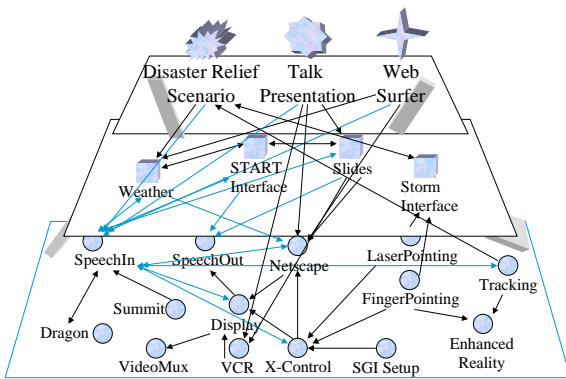 Disaster Relief Talk Web
Scenario Presentation Surfer
Weather START Slides Storm
Interface Interface
SpeechIn SpeechOut Netscape LaserPointing Tracking
Summit FingerPointing
Dragon Display Enhanced
VideoMux VCR X-Control SGI Setup Reality